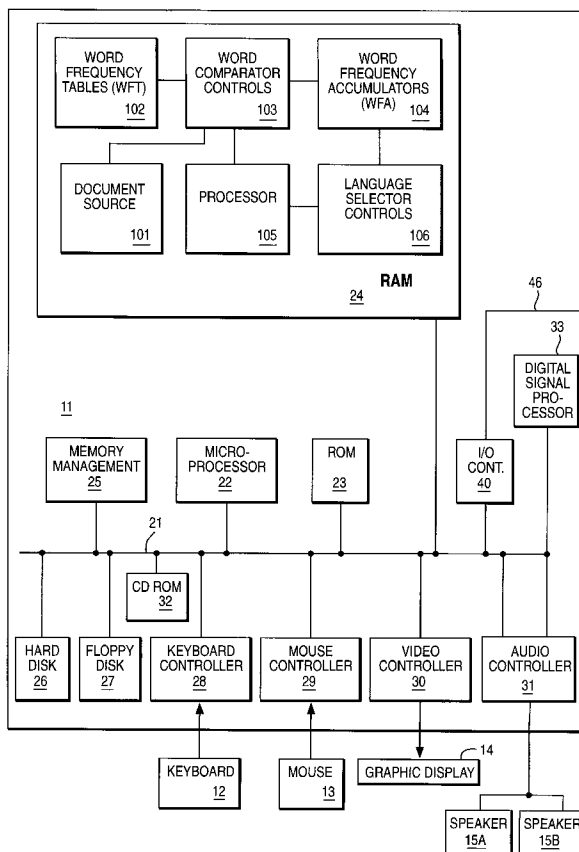 WORD
FREQUENCY
TABLES (WFT)
102
WORD
COMPARATOR
CONTROLS
103
WORD
FREQUENCY
ACCUMULATORS
(WFA)
104
DOCUMENT
SOURCE
101
PROCESSOR
105
LANGUAGE
SELECTOR
CONTROLS
106
24
RAM
46
33
DIGITAL
SIGNAL
PRO-
CESSOR
11
MEMORY
MANAGEMENT
25
MICRO-
PROCESSOR
22
ROM
23
I/O
CONT.
40
21
CD ROM
32
HARD
DISK
26
FLOPPY
DISK
27
KEYBOARD
CONTROLLER
28
MOUSE
CONTROLLER
29
VIDEO
CONTROLLER
30
AUDIO
CONTROLLER
31
KEYBOARD
12
MOUSE
13
14
GRAPHIC DISPLAY
SPEAKER
15A
SPEAKER
15B